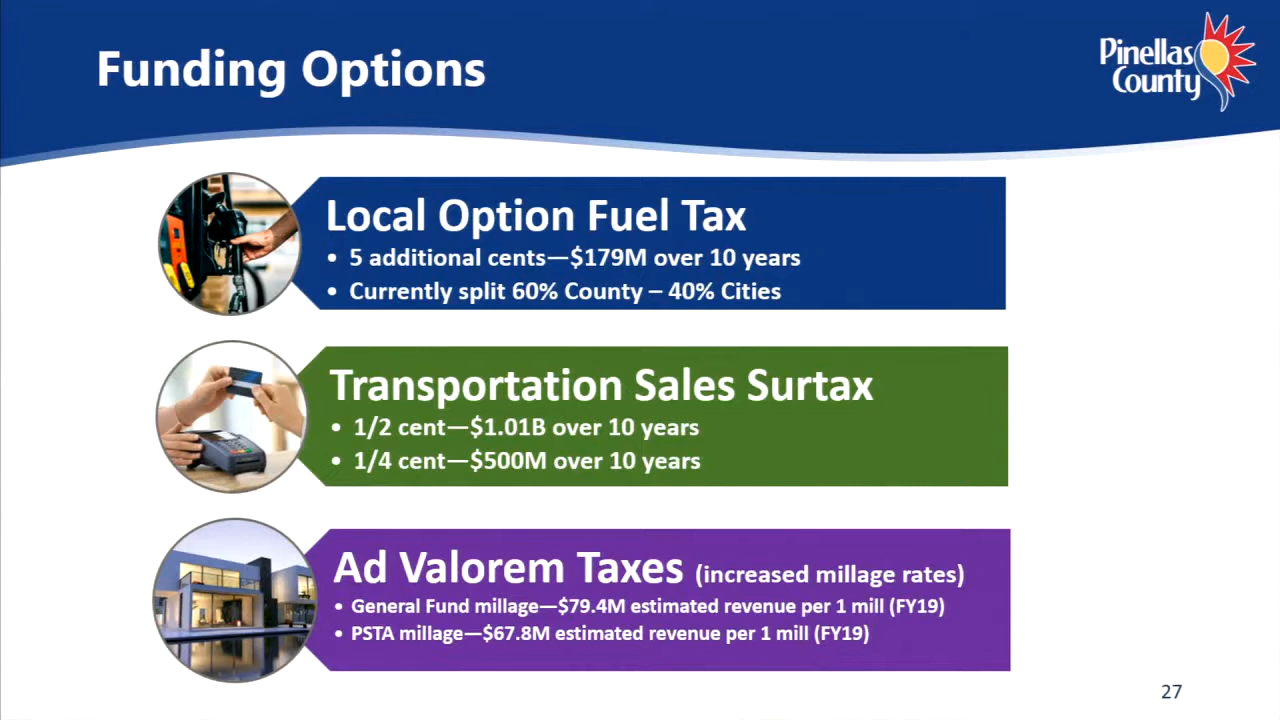 Funding Options
Pinellas
County
Local Option Fuel Tax
• 5 additional cents—$179M over 10 years
• Currently split 60% County – 40% Cities
Transportation Sales Surtax
• 1/2 cent—$1.01B over 10 years
• 1/4 cent—$500M over 10 years
Ad Valorem Taxes (increased millage rates)
• General Fund millage—$79.4M estimated revenue per 1 mill (FY19)
• PSTA millage—$67.8M estimated revenue per 1 mill (FY19)
27